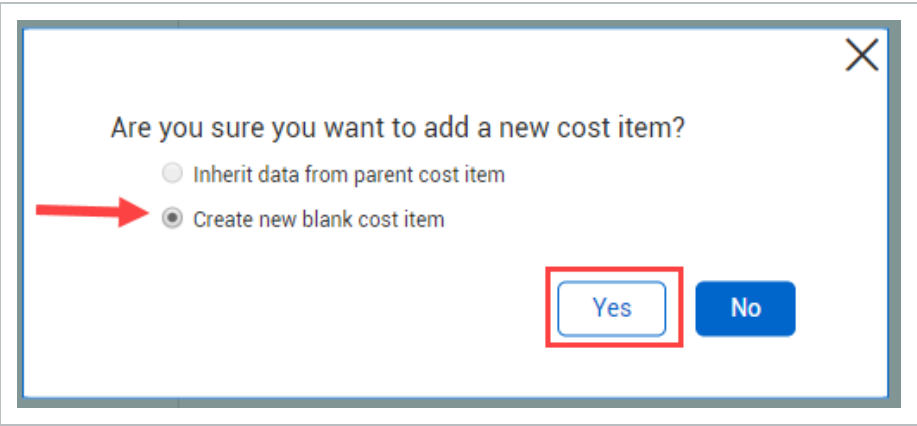 Are you sure you want to add a new cost item?
Inherit data from parent cost item
Create new blank cost item
Yes No